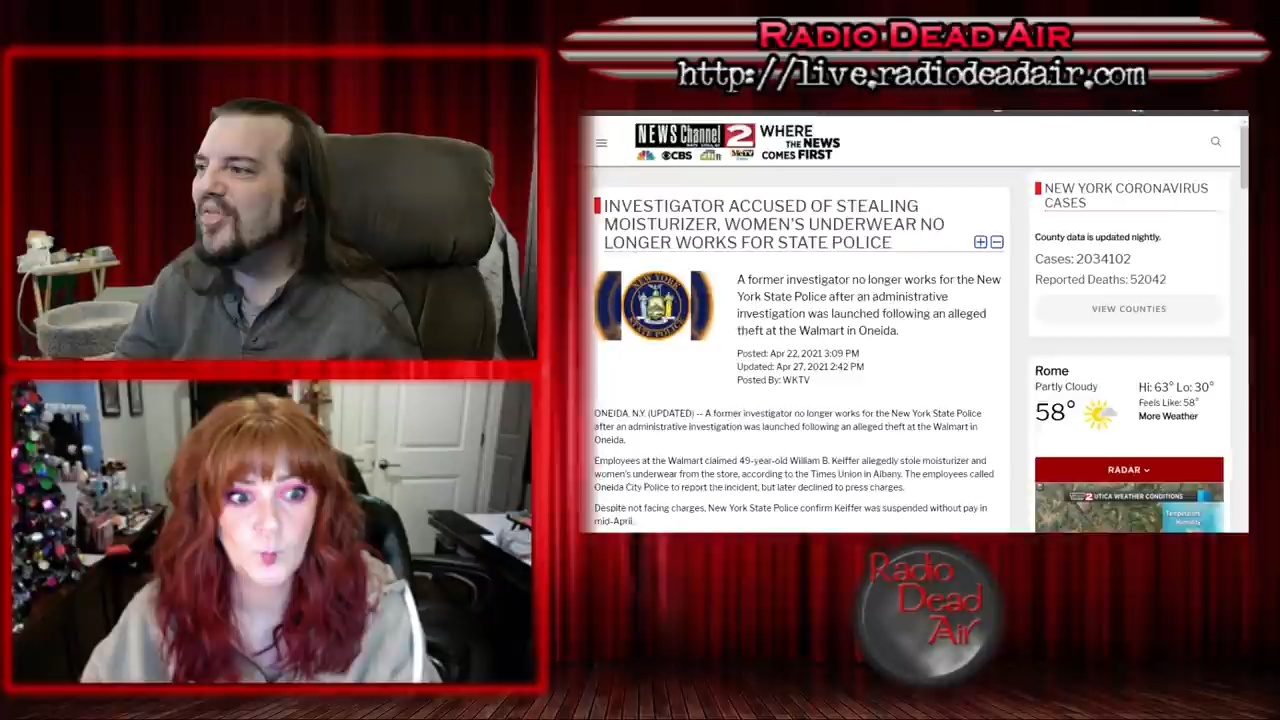 RADIO DEAD AIR
http://live.radiodeadair.com
NEWS Channel 2
CBS
MeTV
WHERE
THE NEWS
COMES FIRST
INVESTIGATOR ACCUSED OF STEALING
MOISTURIZER, WOMEN'S UNDERWEAR NO
LONGER WORKS FOR STATE POLICE
NEW YORK
STATE POLICE
A former investigator no longer works for the New
York State Police after an administrative
investigation was launched following an alleged
theft at the Walmart in Oneida.
Posted: Apr 22, 2021 3:09 PM
Updated: Apr 27, 2021 2:42 PM
Posted By: WKTV
ONEIDA, N.Y. (UPDATED) -- A former investigator no longer works for the New York State Police
after an administrative investigation was launched following an alleged theft at the Walmart in
Oneida.
Employees at the Walmart claimed 49-year-old William B. Keiffer allegedly stole moisturizer and
women's underwear from the store, according to the Times Union in Albany. The employees called
Oneida City Police to report the incident, but later declined to press charges.
Despite not facing charges, New York State Police confirm Keiffer was suspended without pay in
mid-April.
NEW YORK CORONAVIRUS
CASES
County data is updated nightly.
Cases: 2034102
Reported Deaths: 52042
VIEW COUNTIES
Rome
Partly Cloudy
58°
Hi: 63° Lo: 30°
Feels Like: 58°
More Weather
RADAR
2 UTICA WEATHER CONDITIONS
Temperature
Humidity
Radio
Dead
Air